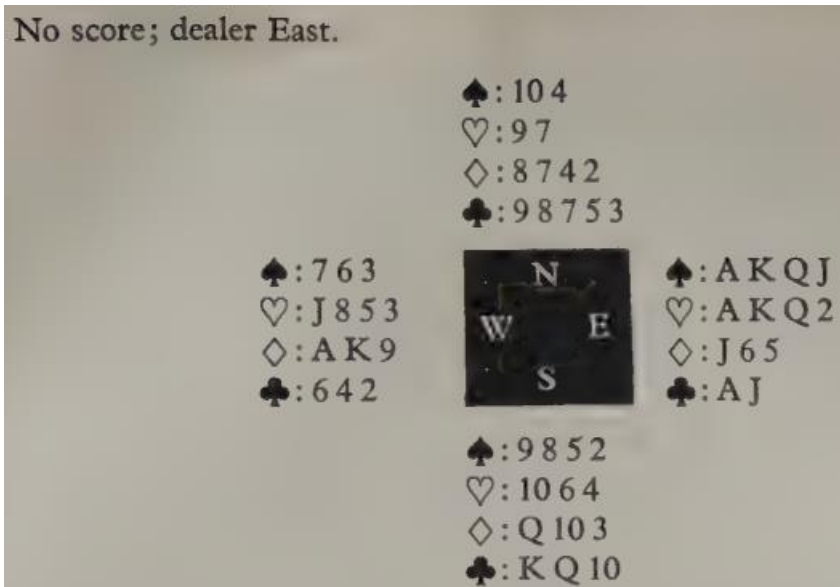 No score; dealer East.
♠:10 4
♡:9 7
◇:8 7 4 2
♣:9 8 7 5 3
♠:7 6 3
♡:J 8 5 3
◇:A K 9
♣:6 4 2
N
W E
S
♠:A K Q J
♡:A K Q 2
◇:J 6 5
♣:A J
♠:9 8 5 2
♡:10 6 4
◇:Q 10 3
♣:K Q 10